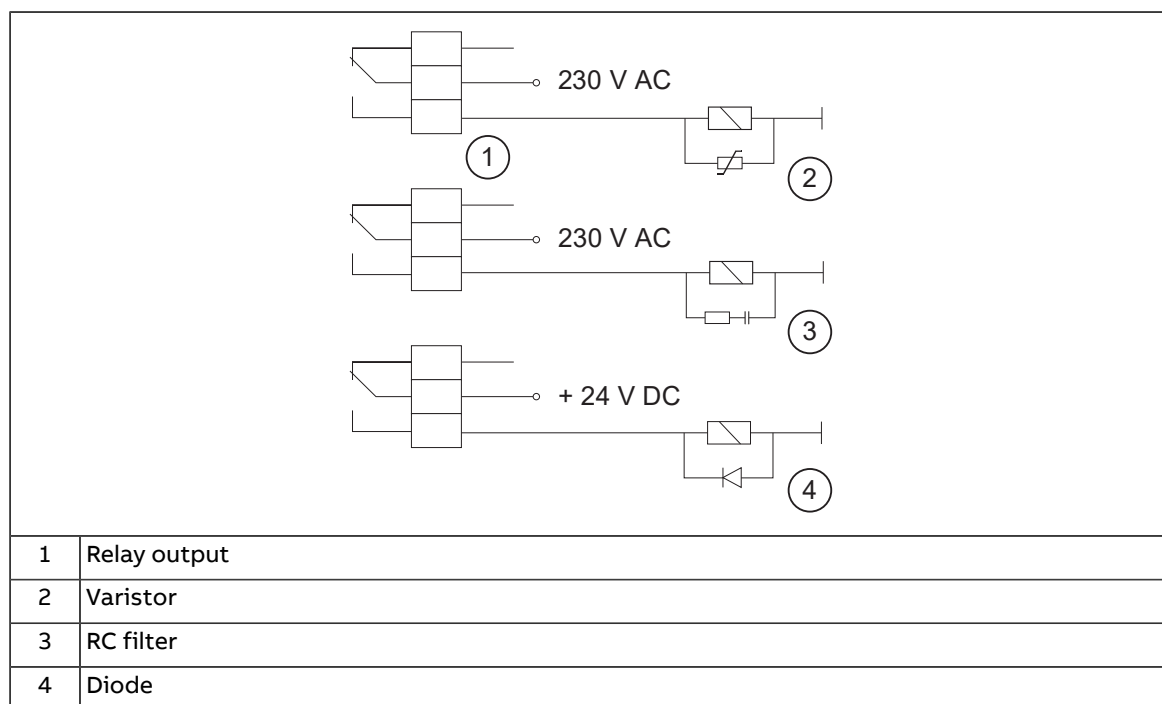 230 V AC
1
2
230 V AC
3
+ 24 V DC
4
1 Relay output
2 Varistor
3 RC filter
4 Diode